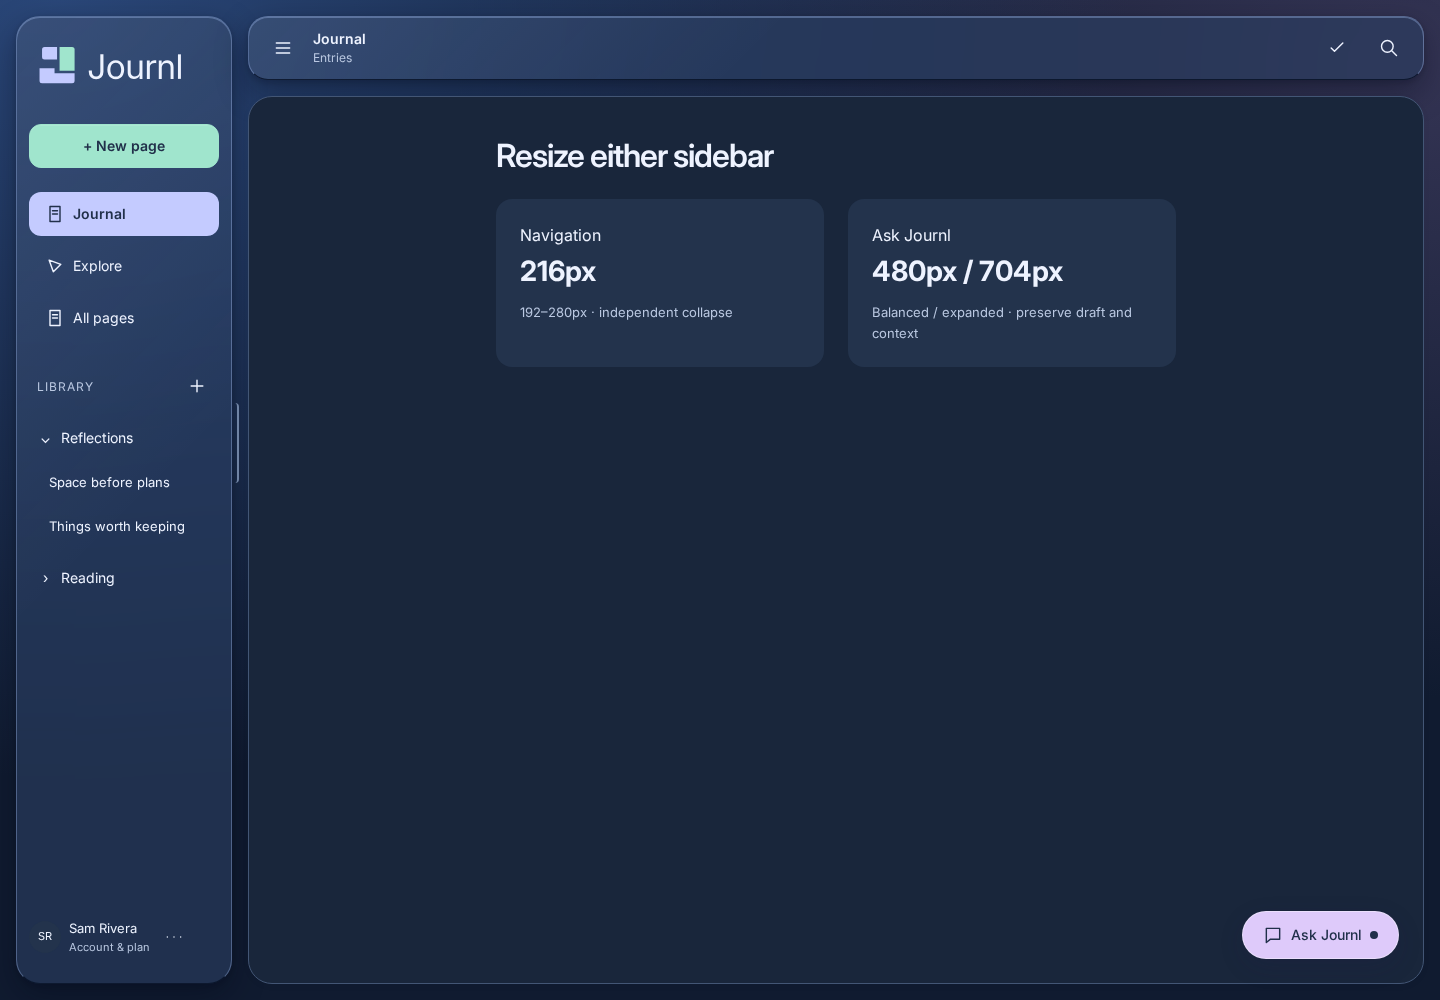 Journl
+ New page
Journal
Explore
All pages
LIBRARY
Reflections
Space before plans
Things worth keeping
Reading
SR
Sam Rivera
Account & plan
Journal
Entries
Resize either sidebar
Navigation
216px
192–280px · independent collapse
Ask Journl
480px / 704px
Balanced / expanded · preserve draft and
context
Ask Journl